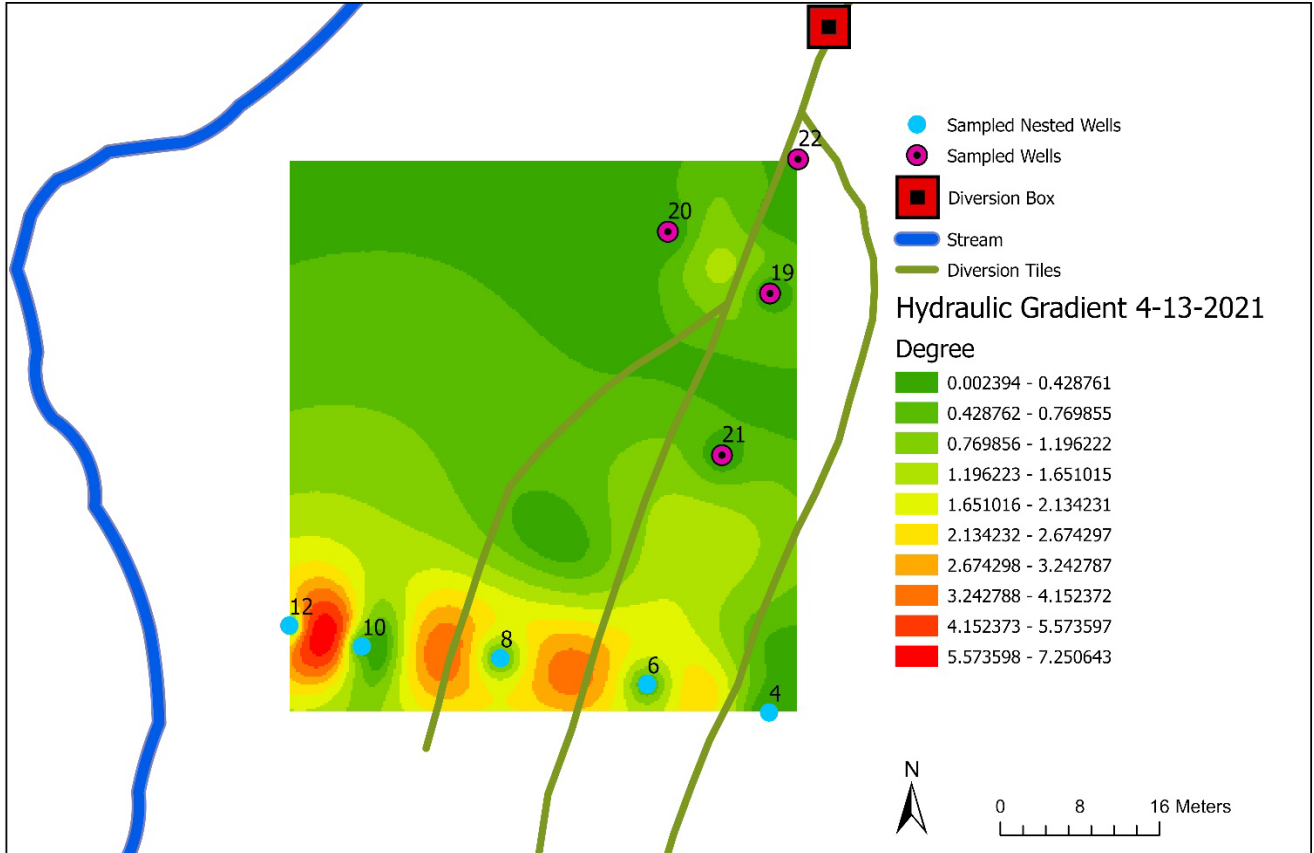 22
20
19
21
12
10
8
6
4
Sampled Nested Wells
Sampled Wells
Diversion Box
Stream
Diversion Tiles
Hydraulic Gradient 4-13-2021
Degree
0.002394 - 0.428761
0.428762 - 0.769855
0.769856 - 1.196222
1.196223 - 1.651015
1.651016 - 2.134231
2.134232 - 2.674297
2.674298 - 3.242787
3.242788 - 4.152372
4.152373 - 5.573597
5.573598 - 7.250643
N
0 8 16 Meters